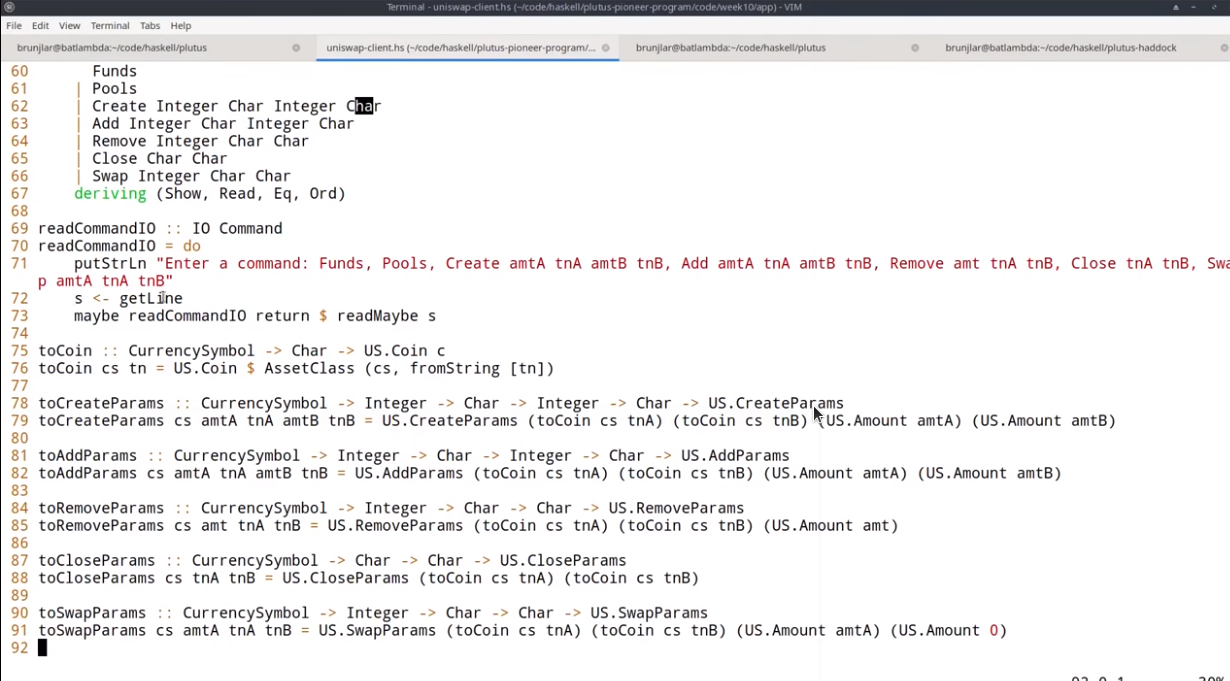 Terminal - uniswap-client.hs (~/code/haskell/plutus-pioneer-program/code/week10/app) - VIM
File Edit View Terminal Tabs Help
brunjlar@batlambda:~/code/haskell/plutus uniswap-client.hs (~/code/haskell/plutus-pioneer-program/... brunjlar@batlambda:~/code/haskell/plutus brunjlar@batlambda:~/code/haskell/plutus-haddock
60 Funds
61 | Pools
62 | Create Integer Char Integer Char
63 | Add Integer Char Integer Char
64 | Remove Integer Char Char
65 | Close Char Char
66 | Swap Integer Char Char
67 deriving (Show, Read, Eq, Ord)
68
69 readCommandIO :: IO Command
70 readCommandIO = do
71 putStrLn "Enter a command: Funds, Pools, Create amtA tnA amtB tnB, Add amtA tnA amtB tnB, Remove amt tnA tnB, Close tnA tnB, Swa
p amtA tnA tnB"
72 s <- getLine
73 maybe readCommandIO return $ readMaybe s
74
75 toCoin :: CurrencySymbol -> Char -> US.Coin c
76 toCoin cs tn = US.Coin $ AssetClass (cs, fromString [tn])
77
78 toCreateParams :: CurrencySymbol -> Integer -> Char -> Integer -> Char -> US.CreateParams
79 toCreateParams cs amtA tnA amtB tnB = US.CreateParams (toCoin cs tnA) (toCoin cs tnB) (US.Amount amtA) (US.Amount amtB)
80
81 toAddParams :: CurrencySymbol -> Integer -> Char -> Integer -> Char -> US.AddParams
82 toAddParams cs amtA tnA amtB tnB = US.AddParams (toCoin cs tnA) (toCoin cs tnB) (US.Amount amtA) (US.Amount amtB)
83
84 toRemoveParams :: CurrencySymbol -> Integer -> Char -> Char -> US.RemoveParams
85 toRemoveParams cs amt tnA tnB = US.RemoveParams (toCoin cs tnA) (toCoin cs tnB) (US.Amount amt)
86
87 toCloseParams :: CurrencySymbol -> Char -> Char -> US.CloseParams
88 toCloseParams cs tnA tnB = US.CloseParams (toCoin cs tnA) (toCoin cs tnB)
89
90 toSwapParams :: CurrencySymbol -> Integer -> Char -> Char -> US.SwapParams
91 toSwapParams cs amtA tnA tnB = US.SwapParams (toCoin cs tnA) (toCoin cs tnB) (US.Amount amtA) (US.Amount 0)
92